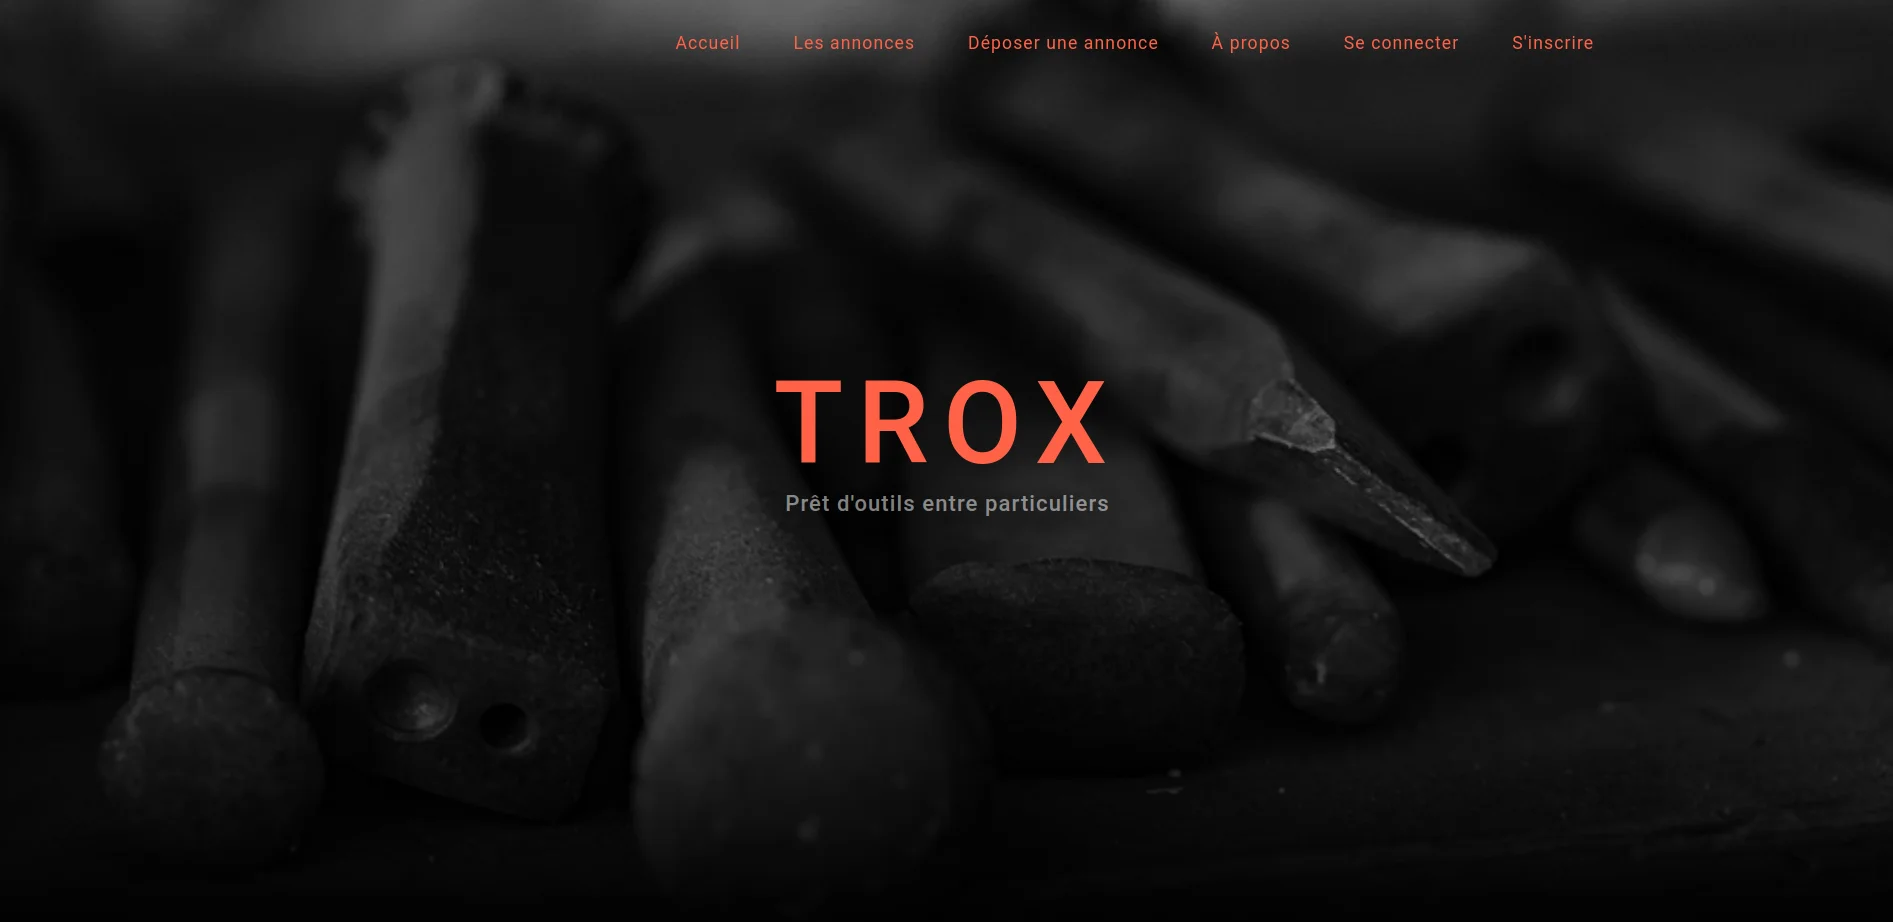 Accueil Les annonces Déposer une annonce À propos Se connecter S'inscrire
TROX
Prêt d'outils entre particuliers